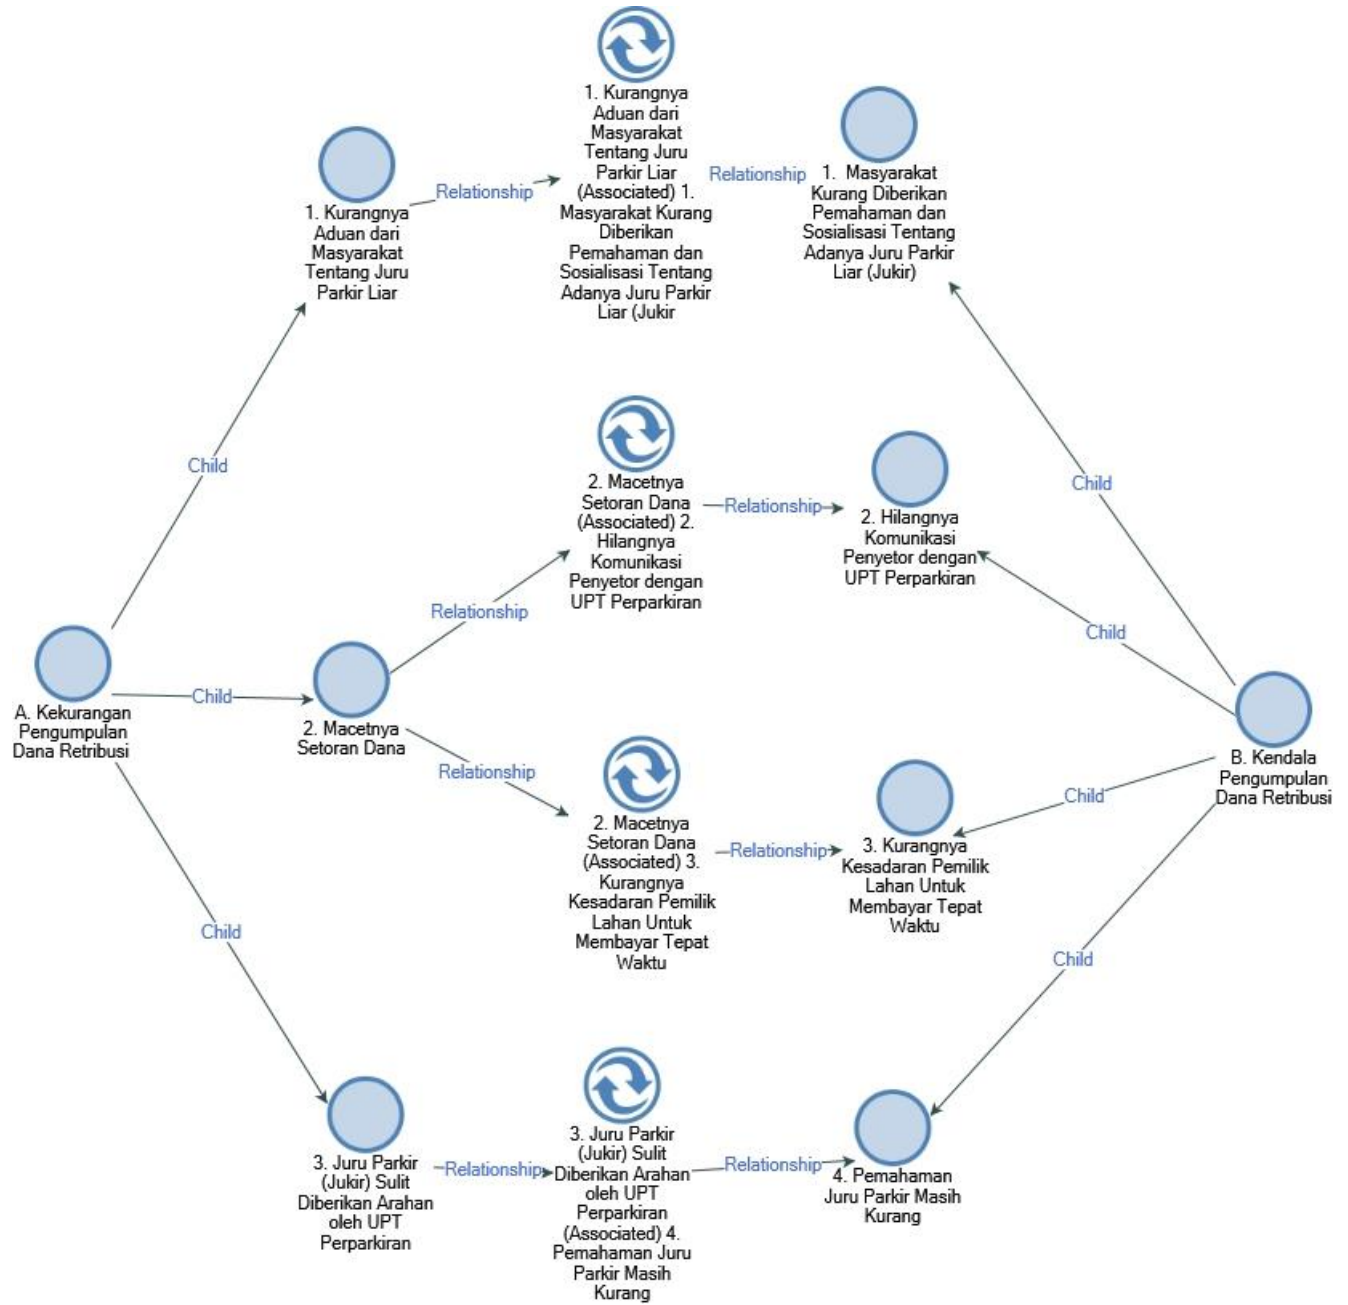 1. Kurangnya
Aduan dari
Masyarakat
Tentang Juru
Parkir Liar
(Associated) 1.
Masyarakat Kurang
Diberikan
Pemahaman dan
Sosialisasi Tentang
Adanya Juru Parkir
Liar (Jukir
Relationship
1. Kurangnya
Aduan dari
Masyarakat
Tentang Juru
Parkir Liar
Relationship
1. Masyarakat
Kurang Diberikan
Pemahaman dan
Sosialisasi Tentang
Adanya Juru Parkir
Liar (Jukir)
Child
Child
2. Macetnya
Setoran Dana
(Associated) 2.
Hilangnya
Komunikasi
Penyetor dengan
UPT Perparkiran
Relationship
2. Hilangnya
Komunikasi
Penyetor dengan
UPT Perparkiran
Relationship
Child
A. Kekurangan
Pengumpulan
Dana Retribusi
Child
2. Macetnya
Setoran Dana
B. Kendala
Pengumpulan
Dana Retribusi
Relationship
Child
2. Macetnya
Setoran Dana
(Associated) 3.
Kurangnya
Kesadaran Pemilik
Lahan Untuk
Membayar Tepat
Waktu
Relationship
3. Kurangnya
Kesadaran Pemilik
Lahan Untuk
Membayar Tepat
Waktu
Child
Child
3. Juru Parkir
(Jukir) Sulit
Diberikan Arahan
oleh UPT
Perparkiran
Relationship
3. Juru Parkir
(Jukir) Sulit
Diberikan Arahan
oleh UPT
Perparkiran
(Associated) 4.
Pemahaman Juru
Parkir Masih
Kurang
Relationship
4. Pemahaman
Juru Parkir Masih
Kurang